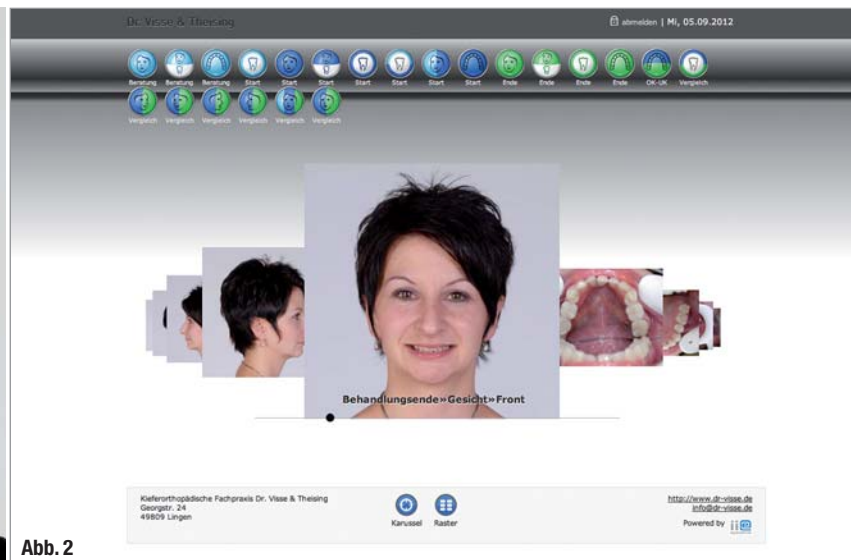 Dr. Visse & Theising
abmelden | Mi, 05.09.2012
Beratung Beratung Beratung Start Start Start Start Start Start Start Ende Ende Ende Ende OK-UK Vergleich
Vergleich Vergleich Vergleich Vergleich Vergleich Vergleich
Behandlungsende»Gesicht»Front
Kieferorthopädische Fachpraxis Dr. Visse & Theising
Georgstr. 24
49809 Lingen
Karussel Raster
http://www.dr-visse.de
info@dr-visse.de
Powered by
Abb. 2